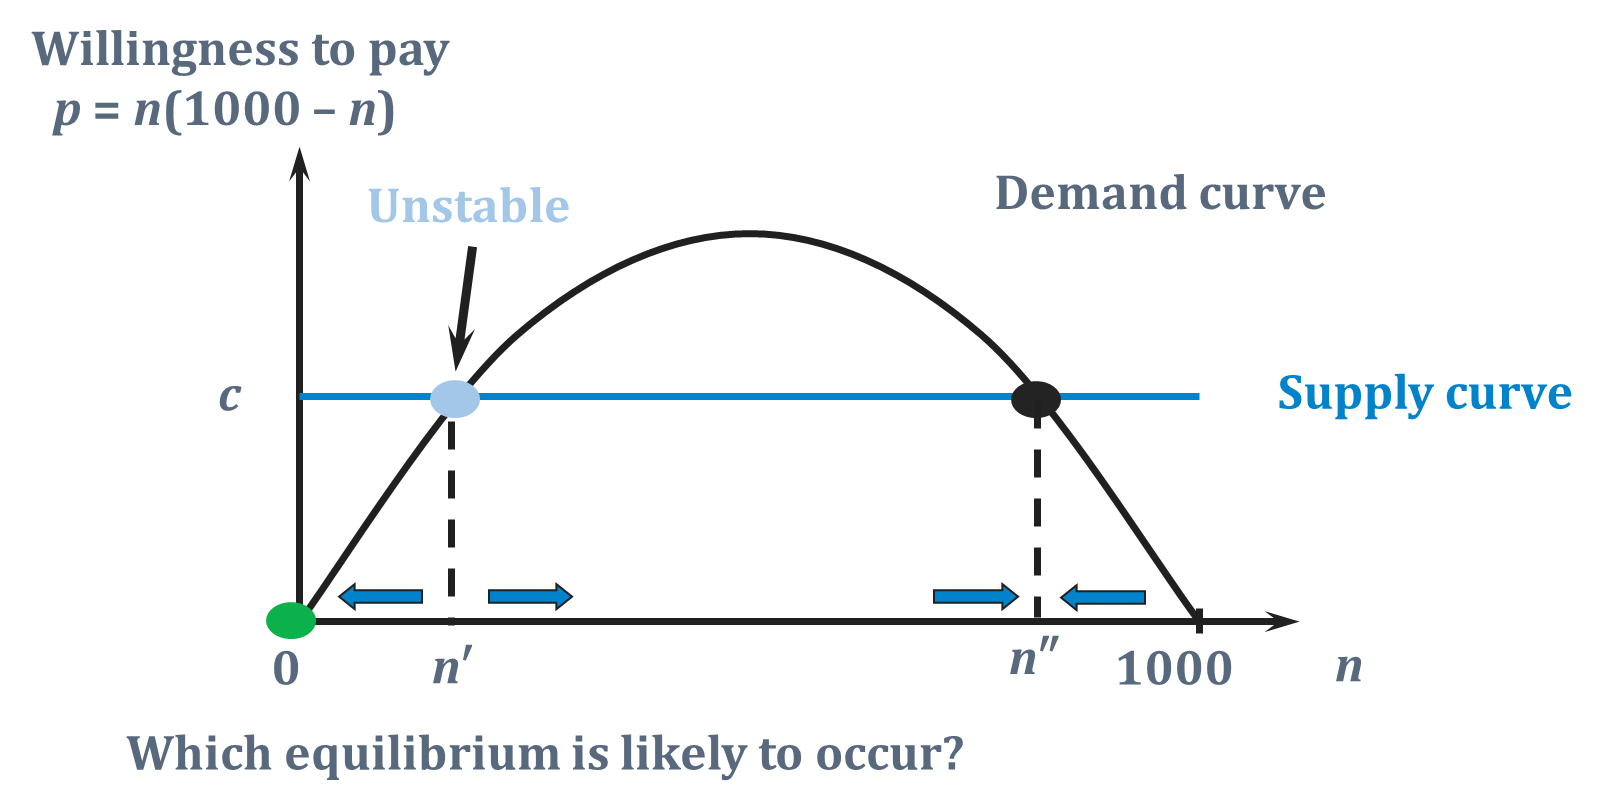 Willingness to pay
p = n(1000 – n)
Unstable
Demand curve
c
Supply curve
0
n′
n″
1000
n
Which equilibrium is likely to occur?